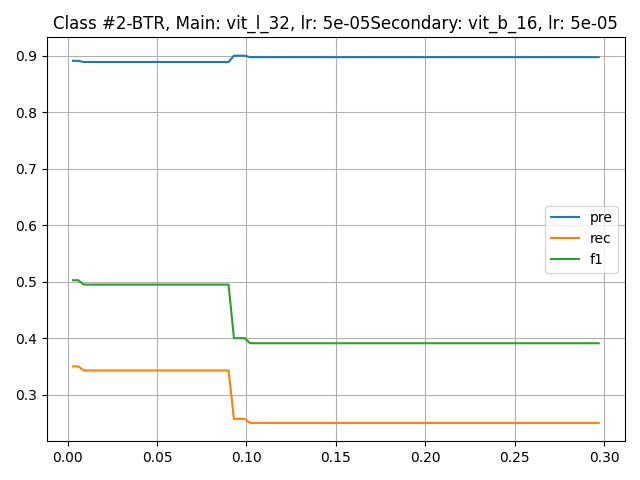 Class #2-BTR, Main: vit_l_32, lr: 5e-05Secondary: vit_b_16, lr: 5e-05
0.9
0.8
0.7
0.6
0.5
0.4
0.3
pre
rec
f1
0.00 0.05 0.10 0.15 0.20 0.25 0.30